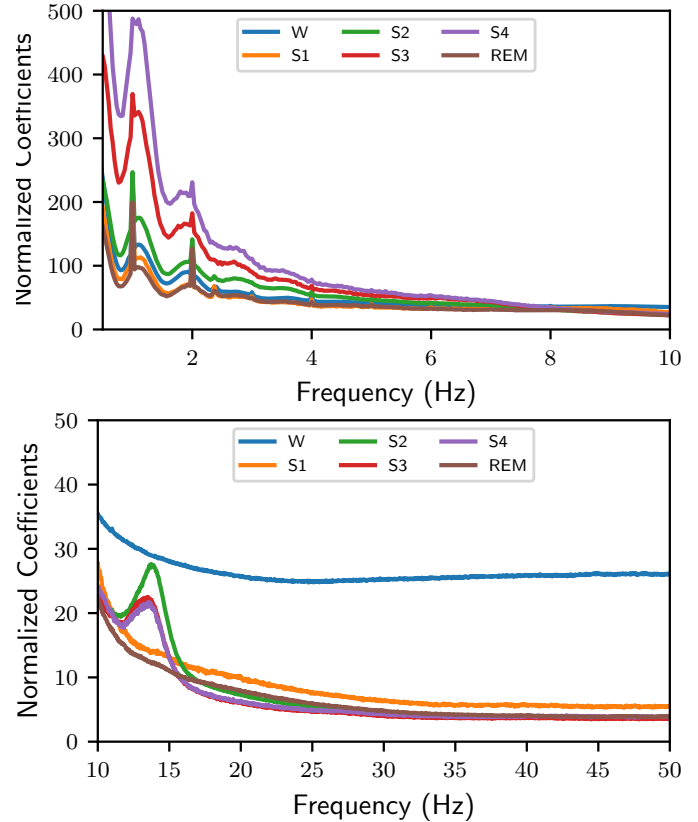 500
400
300
200
100
0
Normalized Coefficients
W S2 S4
S1 S3 REM
2 4 6 8 10
Frequency (Hz)
50
40
30
20
10
0
Normalized Coefficients
W S2 S4
S1 S3 REM
10 15 20 25 30 35 40 45 50
Frequency (Hz)